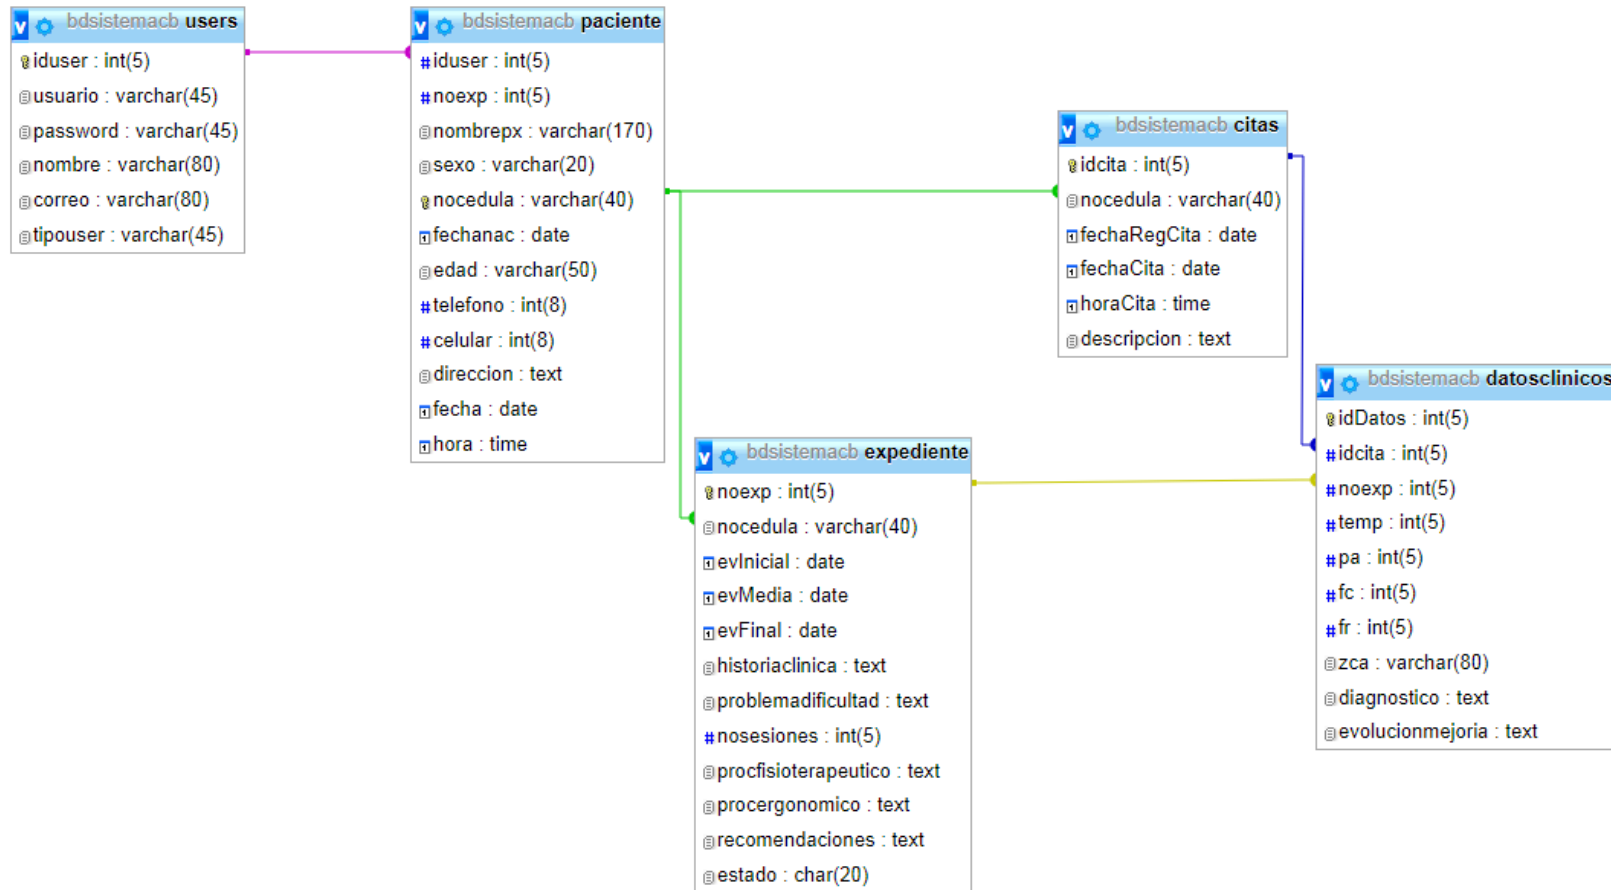 bdsistemacb users
iduser : int(5)
usuario : varchar(45)
password : varchar(45)
nombre : varchar(80)
correo : varchar(80)
tipouser : varchar(45)
bdsistemacb paciente
iduser : int(5)
noexp : int(5)
nombrepx : varchar(170)
sexo : varchar(20)
nocedula : varchar(40)
fechanac : date
edad : varchar(50)
telefono : int(8)
celular : int(8)
direccion : text
fecha : date
hora : time
bdsistemacb citas
idcita : int(5)
nocedula : varchar(40)
fechaRegCita : date
fechaCita : date
horaCita : time
descripcion : text
bdsistemacb datosclinicos
idDatos : int(5)
idcita : int(5)
noexp : int(5)
temp : int(5)
pa : int(5)
fc : int(5)
fr : int(5)
zca : varchar(80)
diagnostico : text
evolucionmejoria : text
bdsistemacb expediente
noexp : int(5)
nocedula : varchar(40)
evInicial : date
evMedia : date
evFinal : date
historiaclinica : text
problemadificultad : text
nosesiones : int(5)
procfisioterapeutico : text
procergonomico : text
recomendaciones : text
estado : char(20)